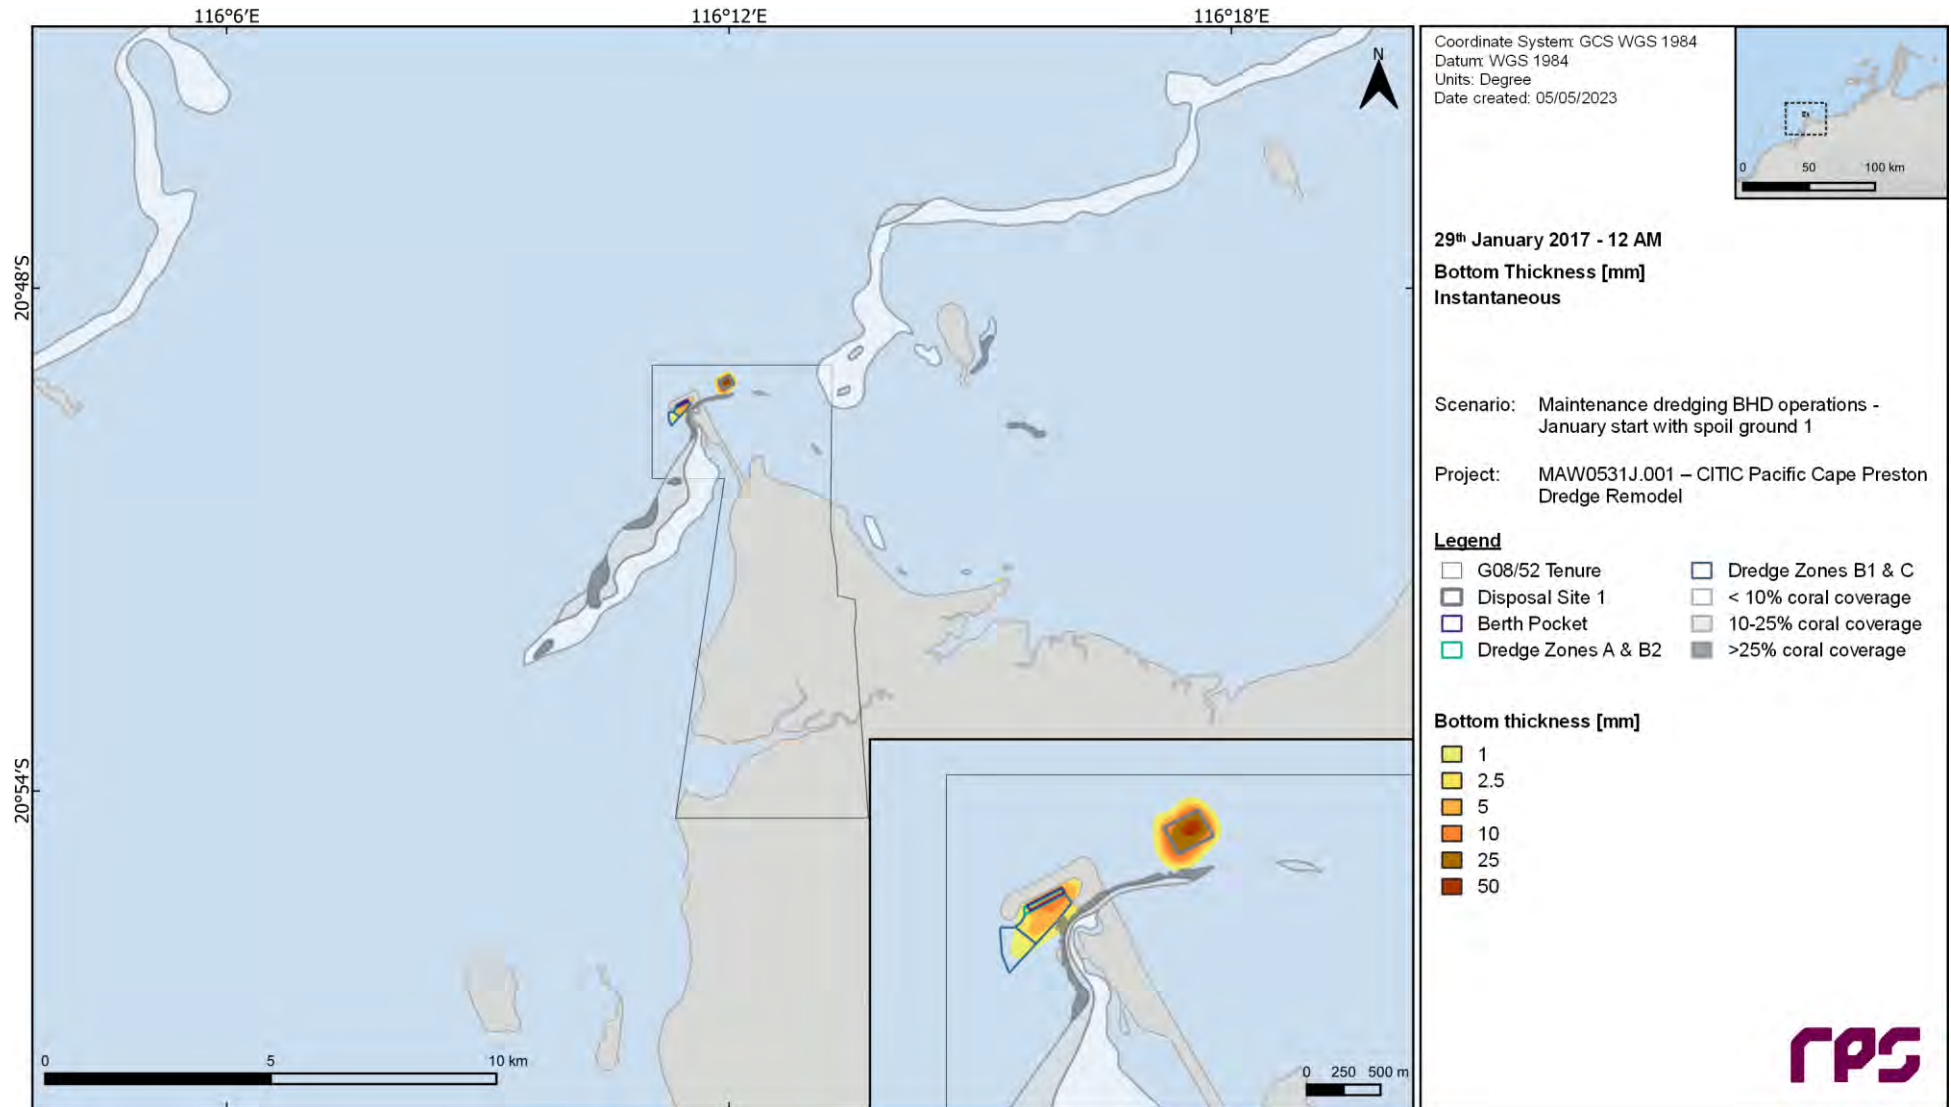 116°6'E 116°12'E 116°18'E
20°48'S
20°54'S
N
0 5 10 km
0 250 500 m
Coordinate System: GCS WGS 1984
Datum: WGS 1984
Units: Degree
Date created: 05/05/2023
0 50 100 km
29th January 2017 - 12 AM
Bottom Thickness [mm]
Instantaneous
Scenario: Maintenance dredging BHD operations -
January start with spoil ground 1
Project: MAW0531J.001 – CITIC Pacific Cape Preston
Dredge Remodel
Legend
G08/52 Tenure
Disposal Site 1
Berth Pocket
Dredge Zones A & B2
Dredge Zones B1 & C
< 10% coral coverage
10-25% coral coverage
>25% coral coverage
Bottom thickness [mm]
1
2.5
5
10
25
50
rps